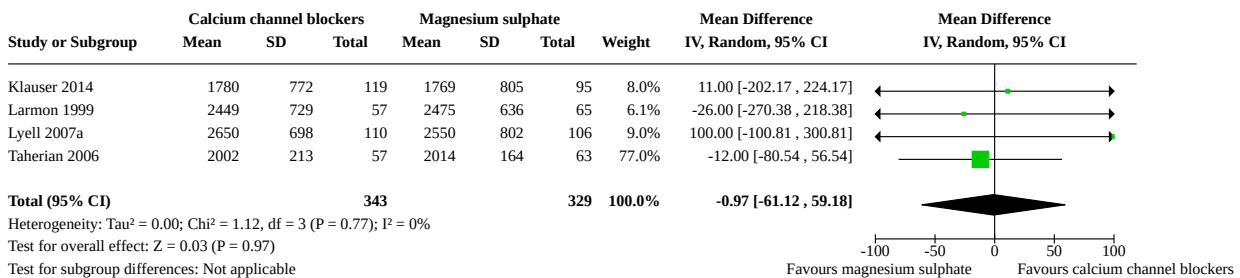 Calcium channel blockers Magnesium sulphate Mean Difference Mean Difference
Study or Subgroup Mean SD Total Mean SD Total Weight IV, Random, 95% CI IV, Random, 95% CI
Klauser 2014 1780 772 119 1769 805 95 8.0% 11.00 [-202.17 , 224.17]
Larmon 1999 2449 729 57 2475 636 65 6.1% -26.00 [-270.38 , 218.38]
Lyell 2007a 2650 698 110 2550 802 106 9.0% 100.00 [-100.81 , 300.81]
Taherian 2006 2002 213 57 2014 164 63 77.0% -12.00 [-80.54 , 56.54]
Total (95% CI) 343 329 100.0% -0.97 [-61.12 , 59.18]
Heterogeneity: Tau² = 0.00; Chi² = 1.12, df = 3 (P = 0.77); I² = 0%
Test for overall effect: Z = 0.03 (P = 0.97) -100 -50 0 50 100
Test for subgroup differences: Not applicable Favours magnesium sulphate Favours calcium channel blockers